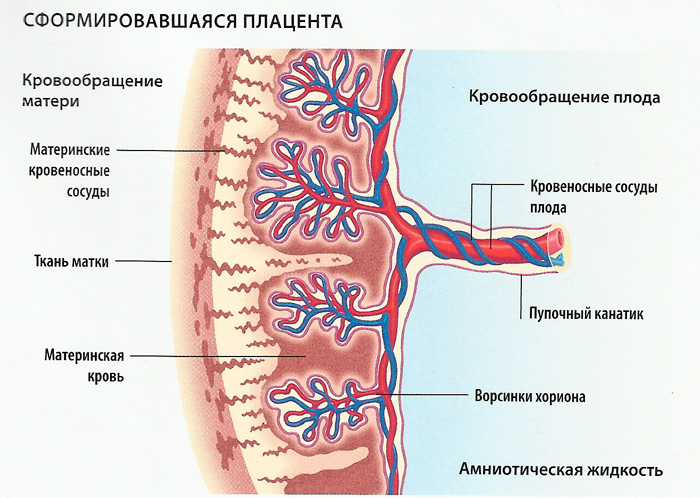 СФОРМИРОВАВШАЯСЯ ПЛАЦЕНТА
Кровообращение
матери
Кровообращение плода
Материнские
кровеносные
сосуды
Кровеносные сосуды
плода
Ткань матки
Пупочный канатик
Материнская
кровь
Ворсинки хориона
Амниотическая жидкость